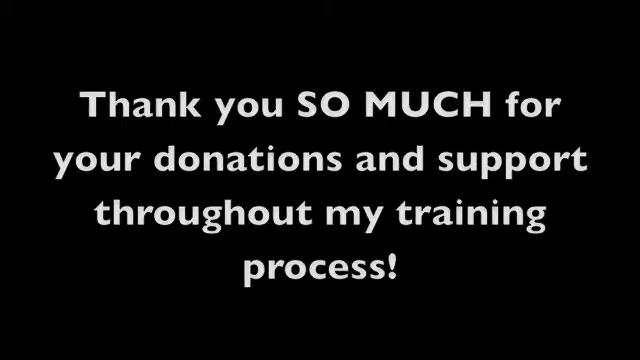 Thank you SO MUCH for
your donations and support
throughout my training
process!